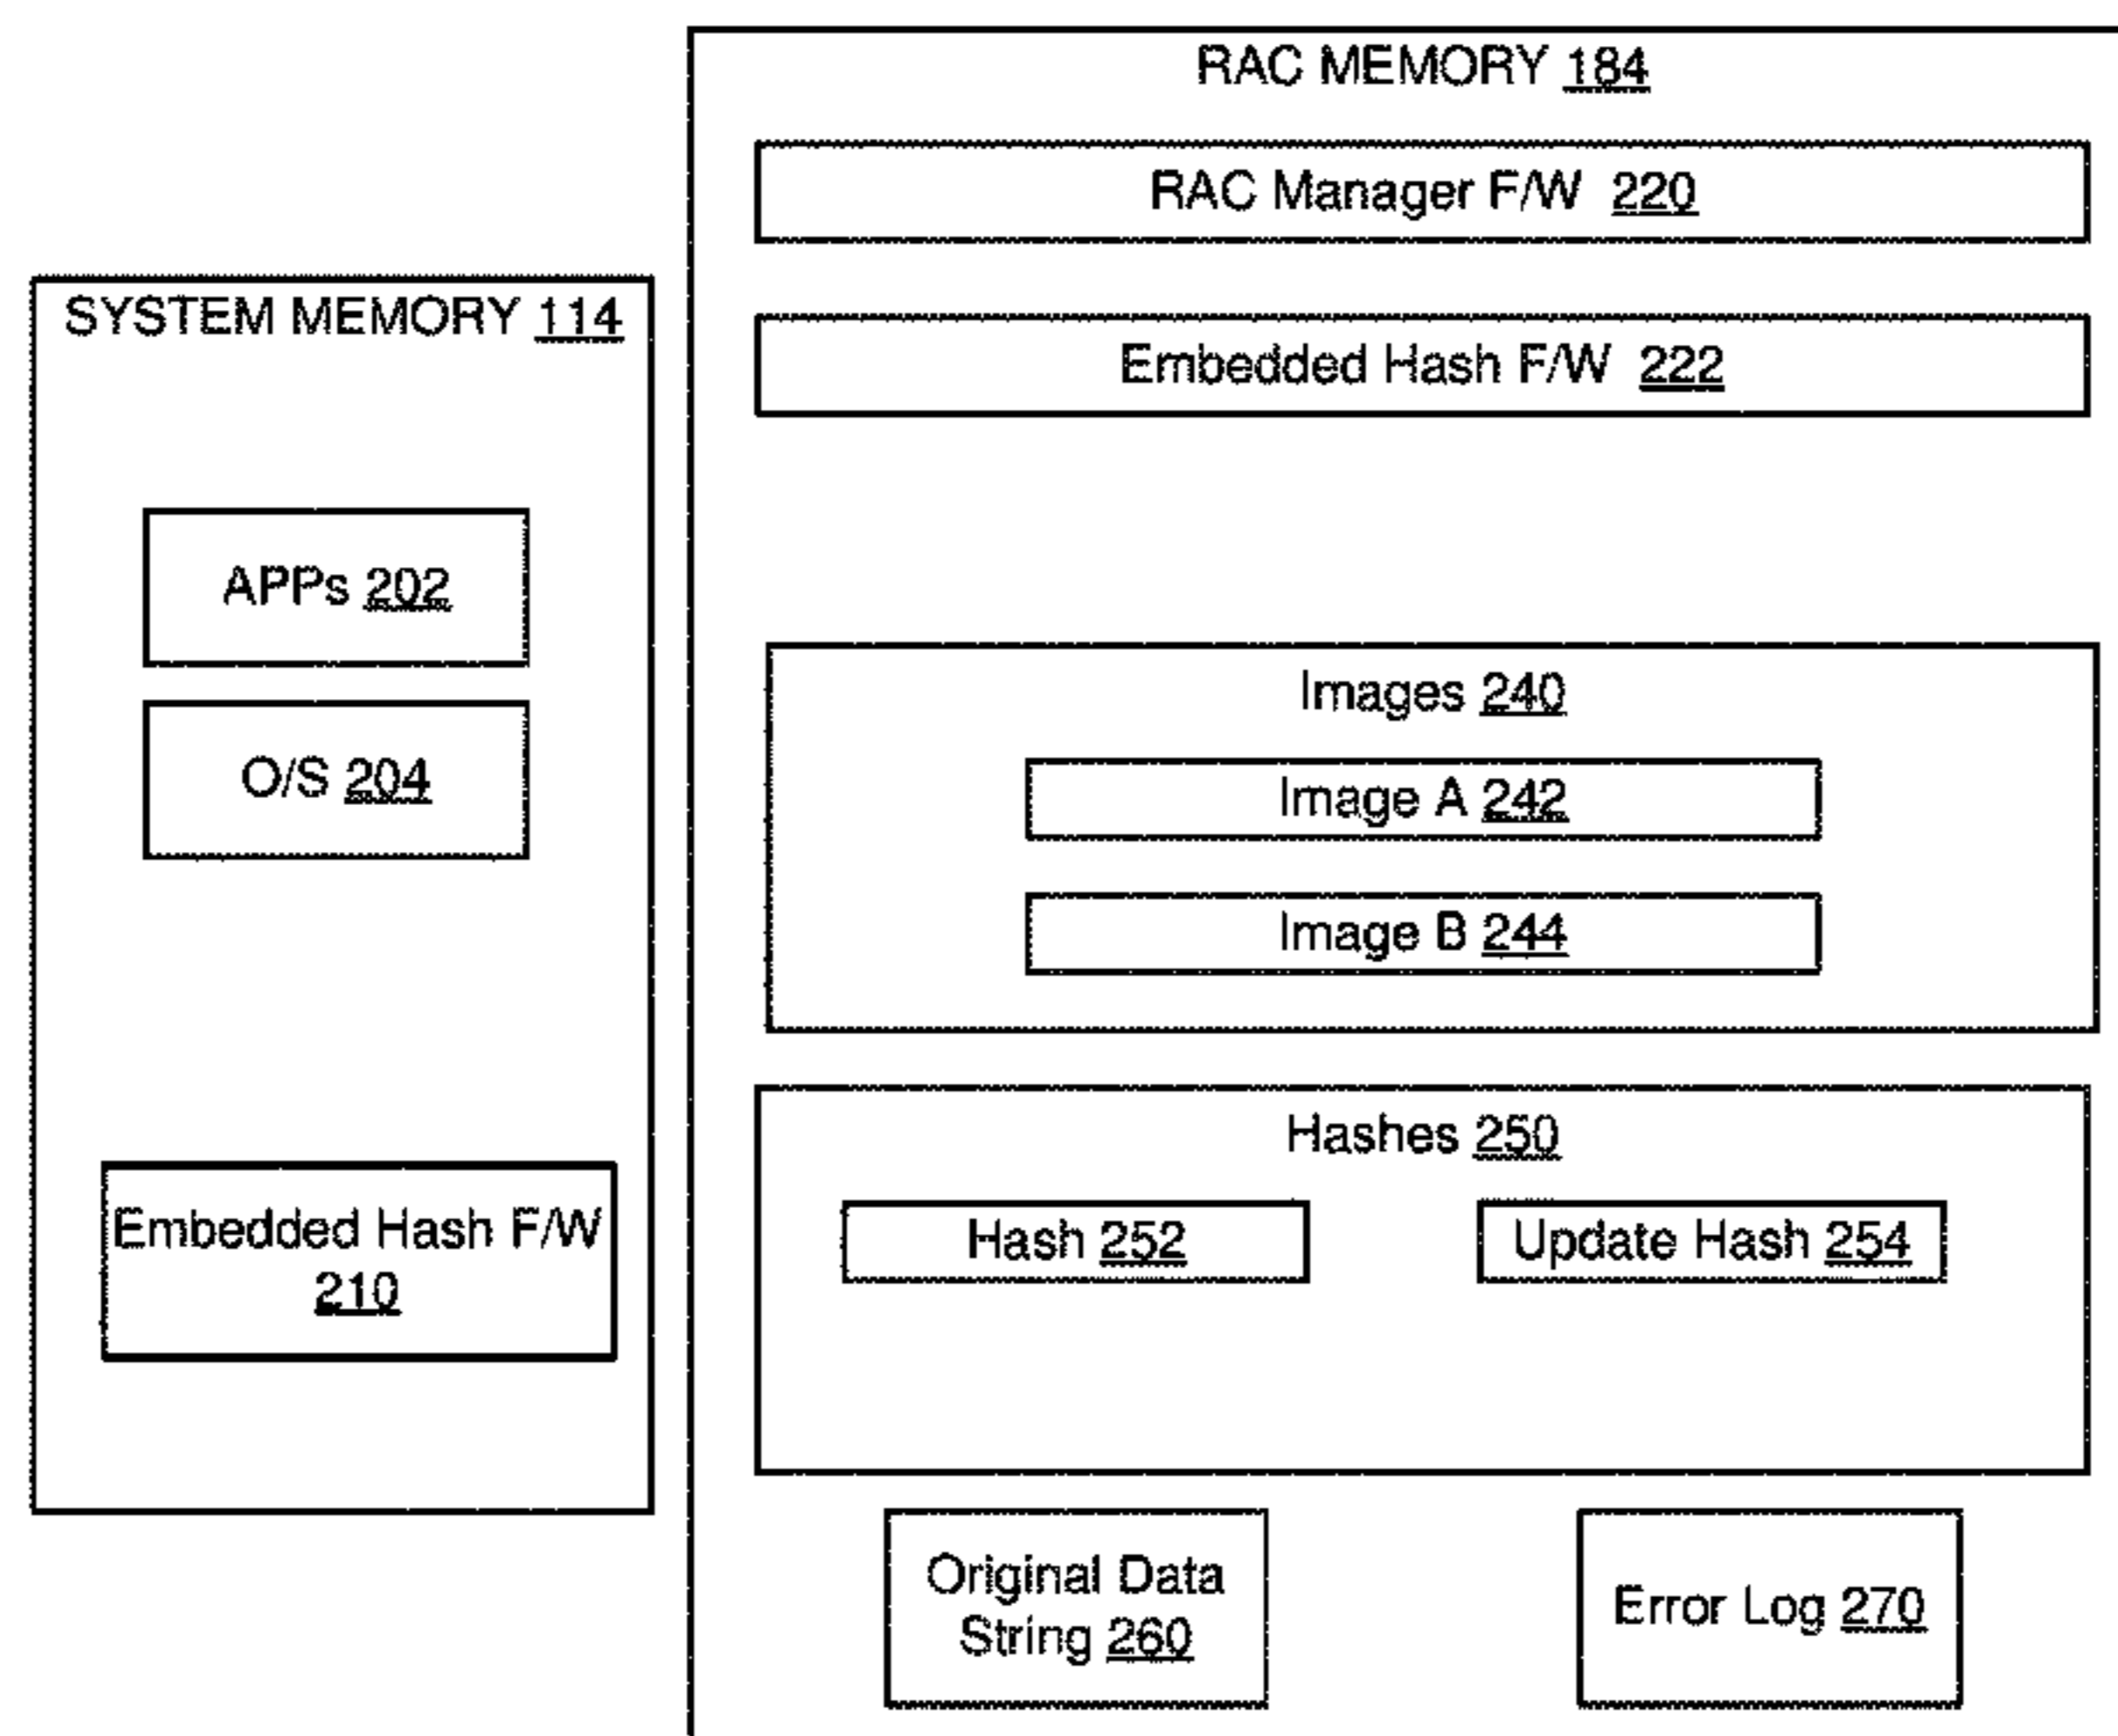 SYSTEM MEMORY 114
APPs 202
O/S 204
Embedded Hash F/W
210
RAC MEMORY 184
RAC Manager F/W 220
Embedded Hash F/W 222
Images 240
Image A 242
Image B 244
Hashes 250
Hash 252
Update Hash 254
Original Data
String 260
Error Log 270